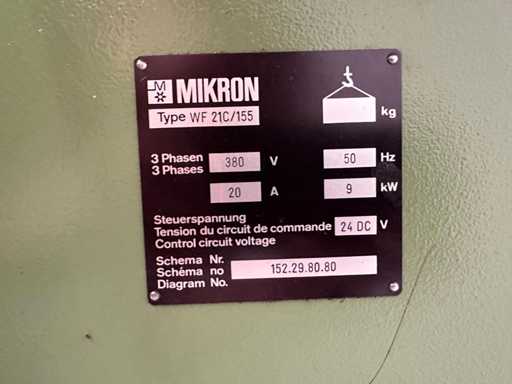 M MIKRON
Type WF 21C/155
kg
3 Phasen
3 Phases
380 V
50 Hz
20 A
9 kW
Steuerspannung
Tension du circuit de commande 24 DC V
Control circuit voltage
Schema Nr.
Schéma no 152.29.80.80
Diagram No.